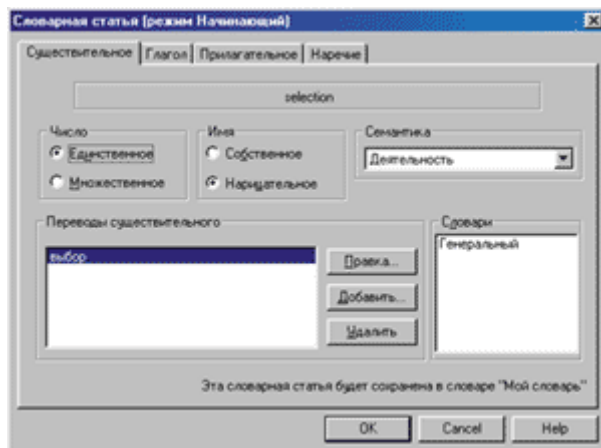 Словарная статья (режим Начинающий)
Существительное Глагол Прилагательное Наречие
selection
Число
Единственное
Множественное
Имя
Собственное
Нарицательное
Семантика
Деятельность
Переводы существительного
выбор
Правка...
Добавить...
Удалить
Словари
Генеральный
Эта словарная статья будет сохранена в словаре "Мой словарь"
OK Cancel Help